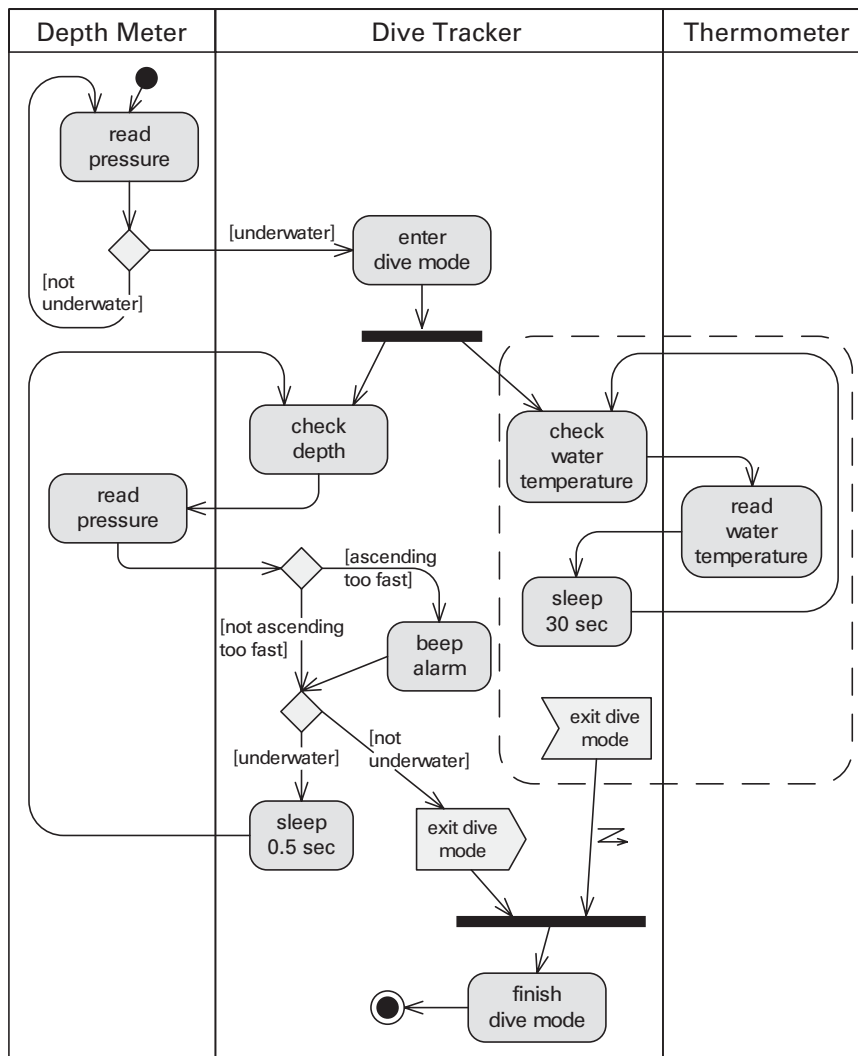 Depth Meter
Dive Tracker
Thermometer
read
pressure
[underwater]
enter
dive mode
[not
underwater]
check
depth
check
water
temperature
read
pressure
read
water
temperature
[ascending
too fast]
sleep
30 sec
[not ascending
too fast]
beep
alarm
exit dive
mode
[underwater]
[not
underwater]
sleep
0.5 sec
exit dive
mode
finish
dive mode